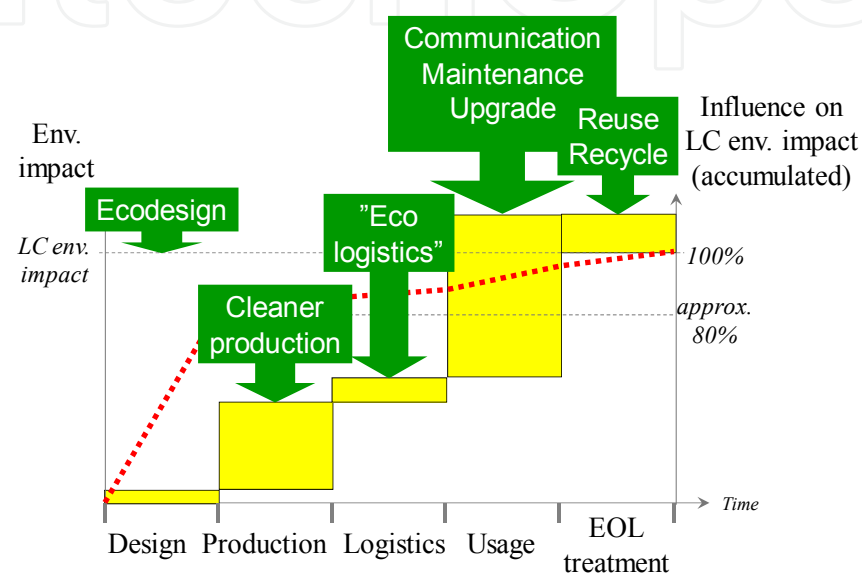 Communication
Maintenance
Upgrade
Reuse
Recycle
Influence on
LC env. impact
(accumulated)
Env.
impact
Ecodesign
"Eco
logistics"
LC env.
impact
100%
Cleaner
production
approx.
80%
Time
Design
Production
Logistics
Usage
EOL
treatment